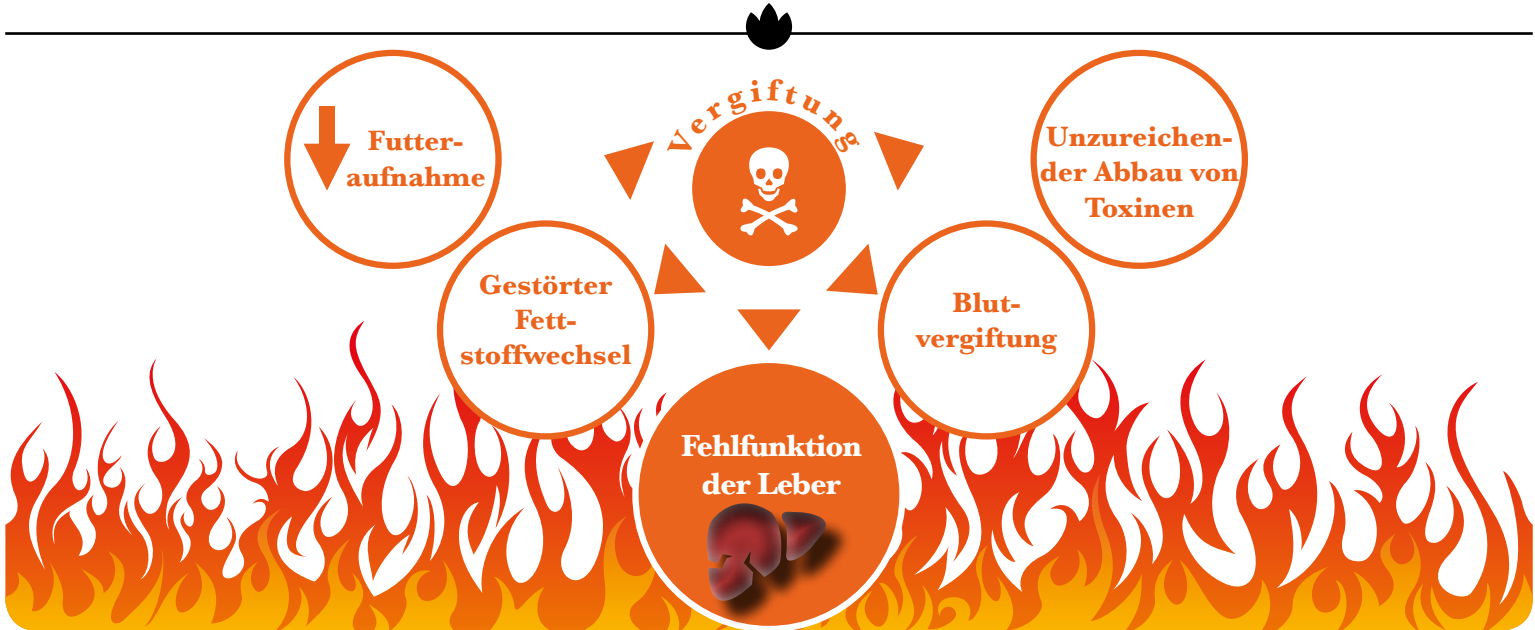 Vergiftung
Futter-
aufnahme
Unzureichen-
der Abbau von
Toxinen
Gestörter
Fett-
stoffwechsel
Blut-
vergiftung
Fehlfunktion
der Leber